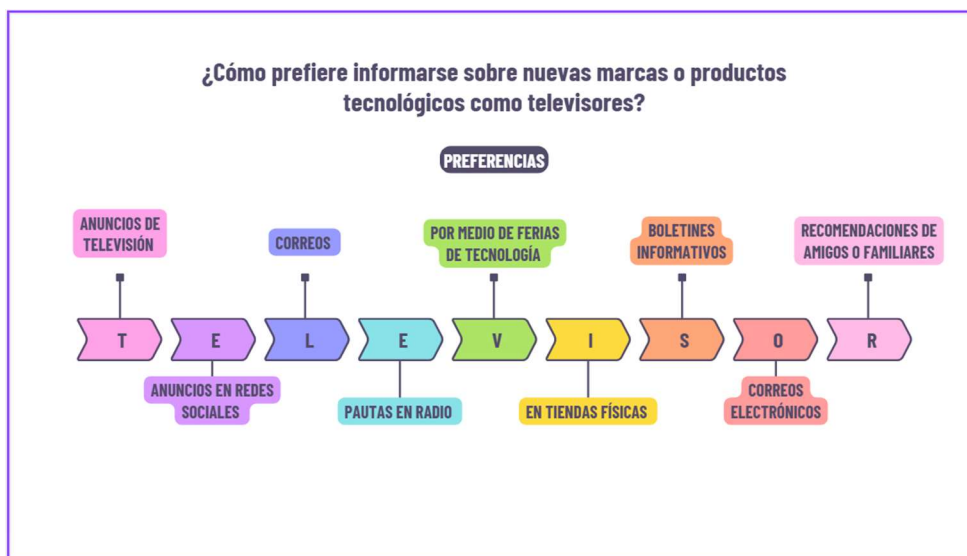 ¿Cómo prefiere informarse sobre nuevas marcas o productos
tecnológicos como televisores?
PREFERENCIAS
ANUNCIOS DE
TELEVISIÓN
CORREOS
POR MEDIO DE FERIAS
DE TECNOLOGÍA
BOLETINES
INFORMATIVOS
RECOMENDACIONES DE
AMIGOS O FAMILIARES
T E L E V I S O R
ANUNCIOS EN REDES
SOCIALES
PAUTAS EN RADIO
EN TIENDAS FÍSICAS
CORREOS
ELECTRÓNICOS